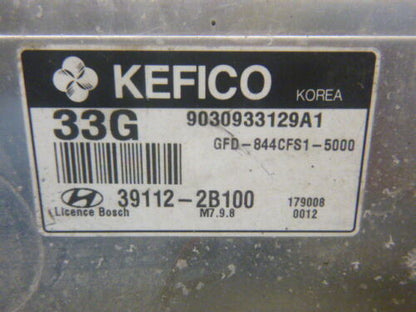 KEFICO KOREA
33G 9030933129A1
GFD-844CFS1-5000
39112-2B100 179008
Licence Bosch M7.9.8 0012